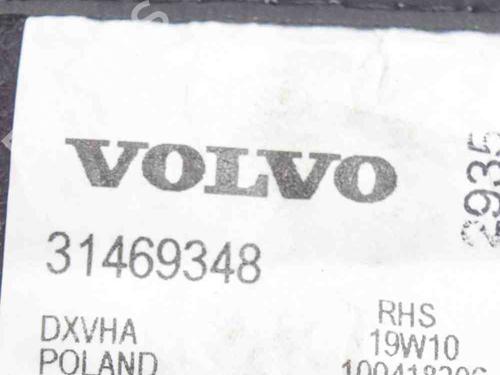 VOLVO
31469348
DXVHA
POLAND
RHS
19W10